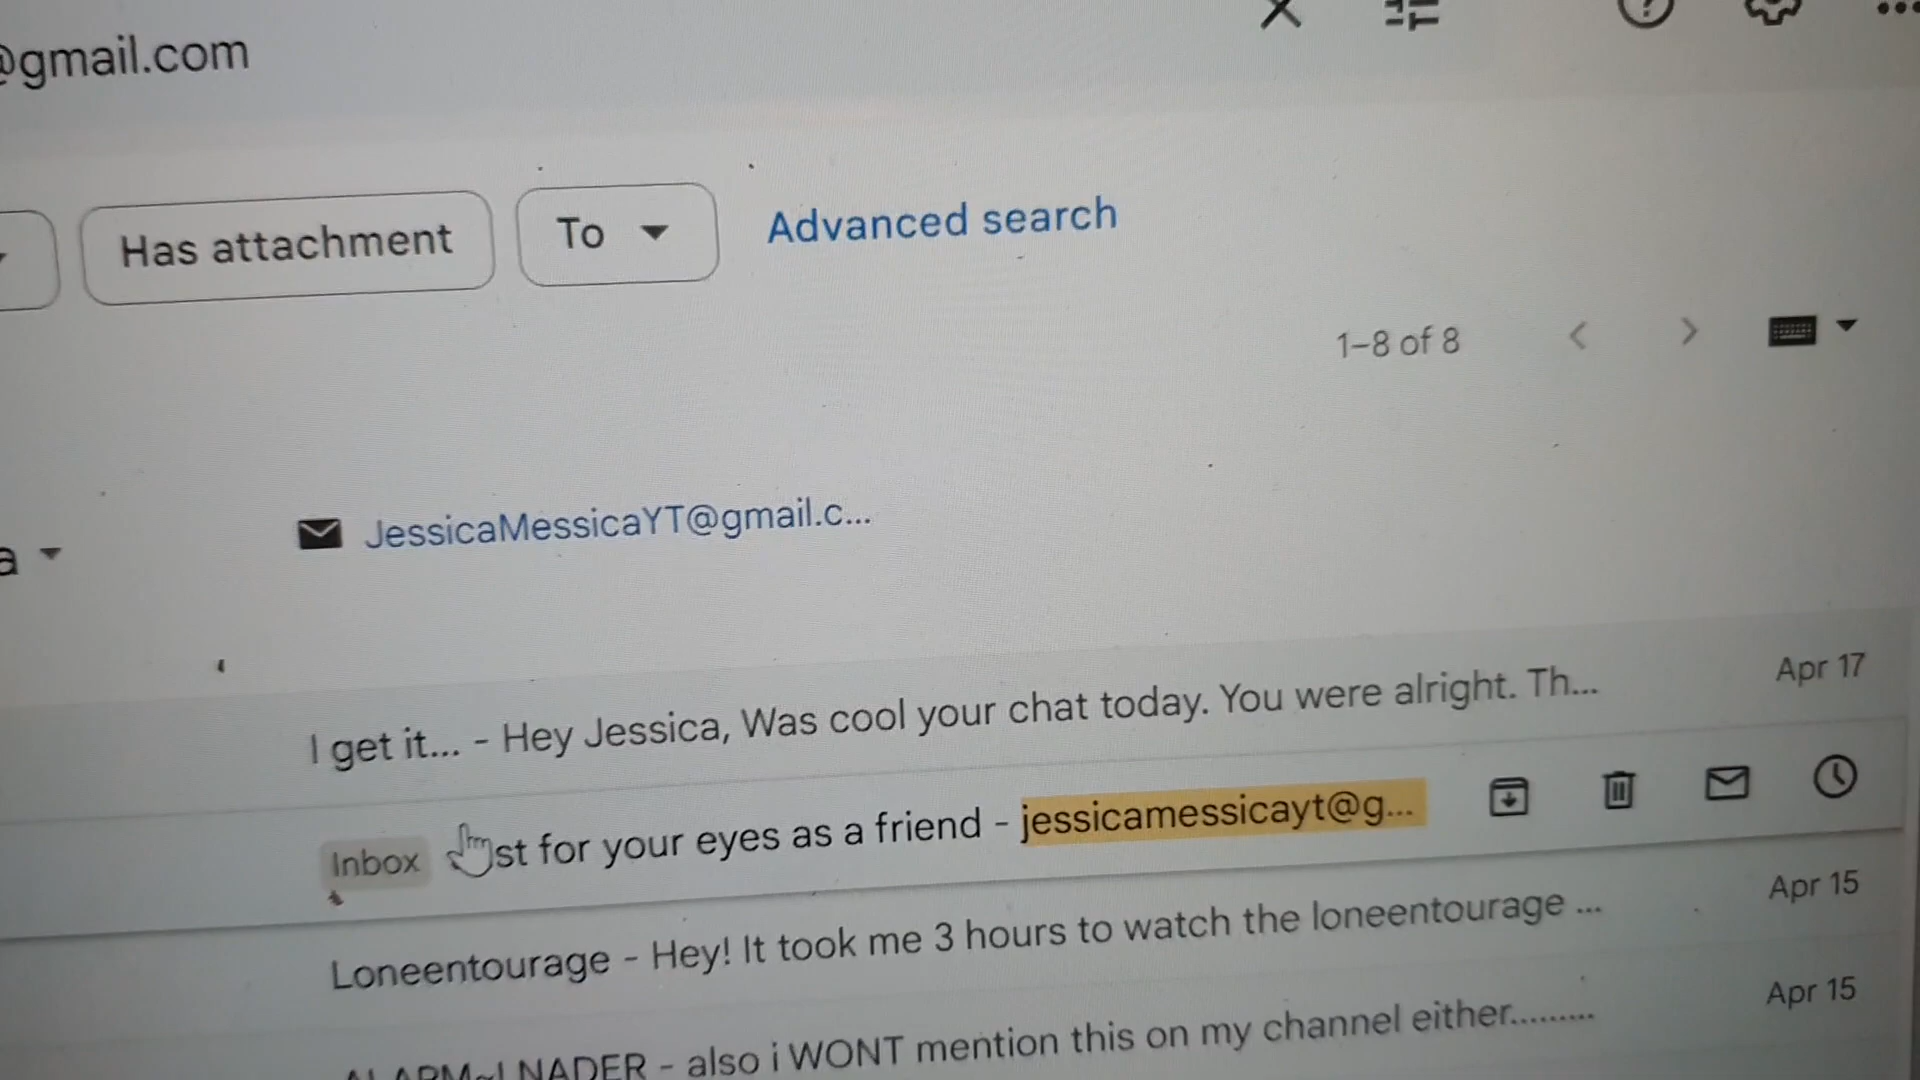 @gmail.com
Has attachment
To
Advanced search
1–8 of 8
a
JessicaMessicaYT@gmail.c...
I get it... - Hey Jessica, Was cool your chat today. You were alright. Th...
Apr 17
Inbox
st for your eyes as a friend - jessicamessicayt@g...
Loneentourage - Hey! It took me 3 hours to watch the loneentourage ...
Apr 15
NADER - also i WONT mention this on my channel either.........
Apr 15